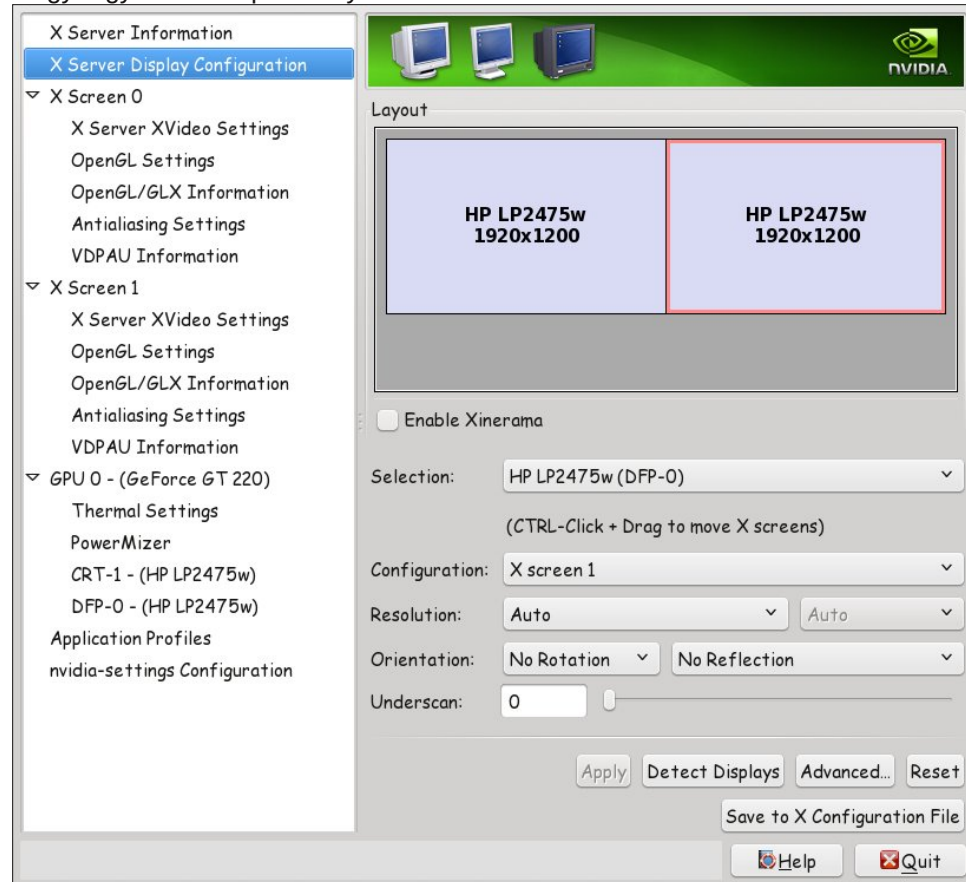 X Server Information
X Server Display Configuration
X Screen 0
X Server XVideo Settings
OpenGL Settings
OpenGL/GLX Information
Antialiasing Settings
VDPAU Information
X Screen 1
X Server XVideo Settings
OpenGL Settings
OpenGL/GLX Information
Antialiasing Settings
VDPAU Information
GPU 0 - (GeForce GT 220)
Thermal Settings
PowerMizer
CRT-1 - (HP LP2475w)
DFP-0 - (HP LP2475w)
Application Profiles
nvidia-settings Configuration
NVIDIA.
Layout
HP LP2475w
1920x1200
HP LP2475w
1920x1200
Enable Xinerama
Selection: HP LP2475w (DFP-0)
(CTRL-Click + Drag to move X screens)
Configuration: X screen 1
Resolution: Auto Auto
Orientation: No Rotation No Reflection
Underscan: 0
Apply Detect Displays Advanced... Reset
Save to X Configuration File
Help Quit